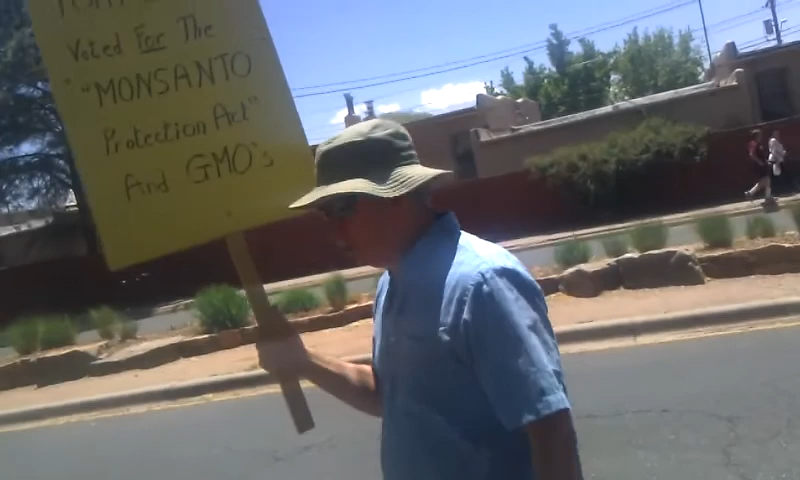 Voted For The
"MONSANTO
Protection Act"
And GMO's